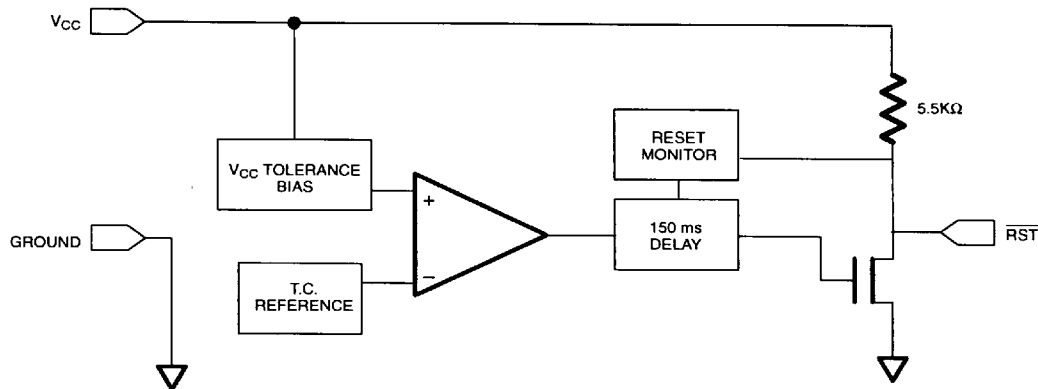 VCC
5.5KΩ
RESET
MONITOR
VCC TOLERANCE
BIAS
+
150 ms
DELAY
GROUND
RST
−
T.C.
REFERENCE